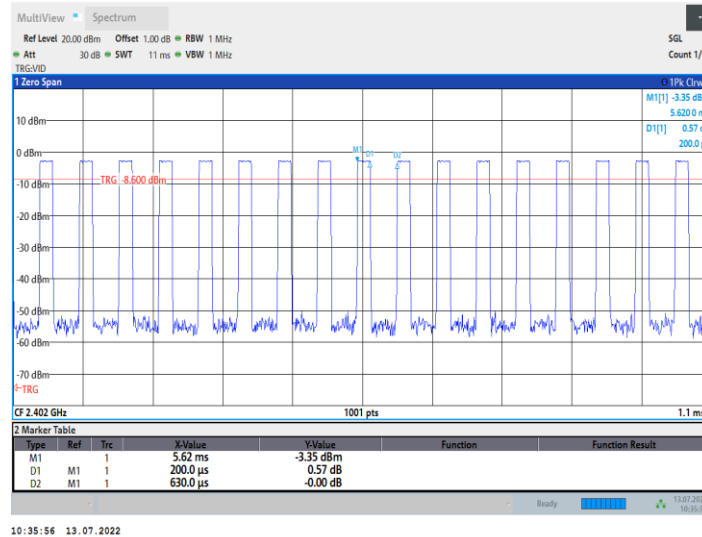 MultiView Spectrum
Ref Level 20.00 dBm Offset 1.00 dB RBW 1 MHz SGL
Att 30 dB SWT 11 ms VBW 1 MHz Count 1/
TRG:VID
1 Zero Span 1Pk Clrw
M1[1] -3.35 dB
5.620 0 m
10 dBm
D1[1] 0.57 d
200.0 µ
0 dBm
M1 D1 D2
TRG -8.600 dBm
-10 dBm
-20 dBm
-30 dBm
-40 dBm
-50 dBm
-60 dBm
-70 dBm
TRG
CF 2.402 GHz 1001 pts 1.1 ms
2 Marker Table
Type Ref Trc X-Value Y-Value Function Function Result
M1 1 5.62 ms -3.35 dBm
D1 M1 1 200.0 µs 0.57 dB
D2 M1 1 630.0 µs -0.00 dB
Ready 13.07.202
10:35:5
10:35:56 13.07.2022